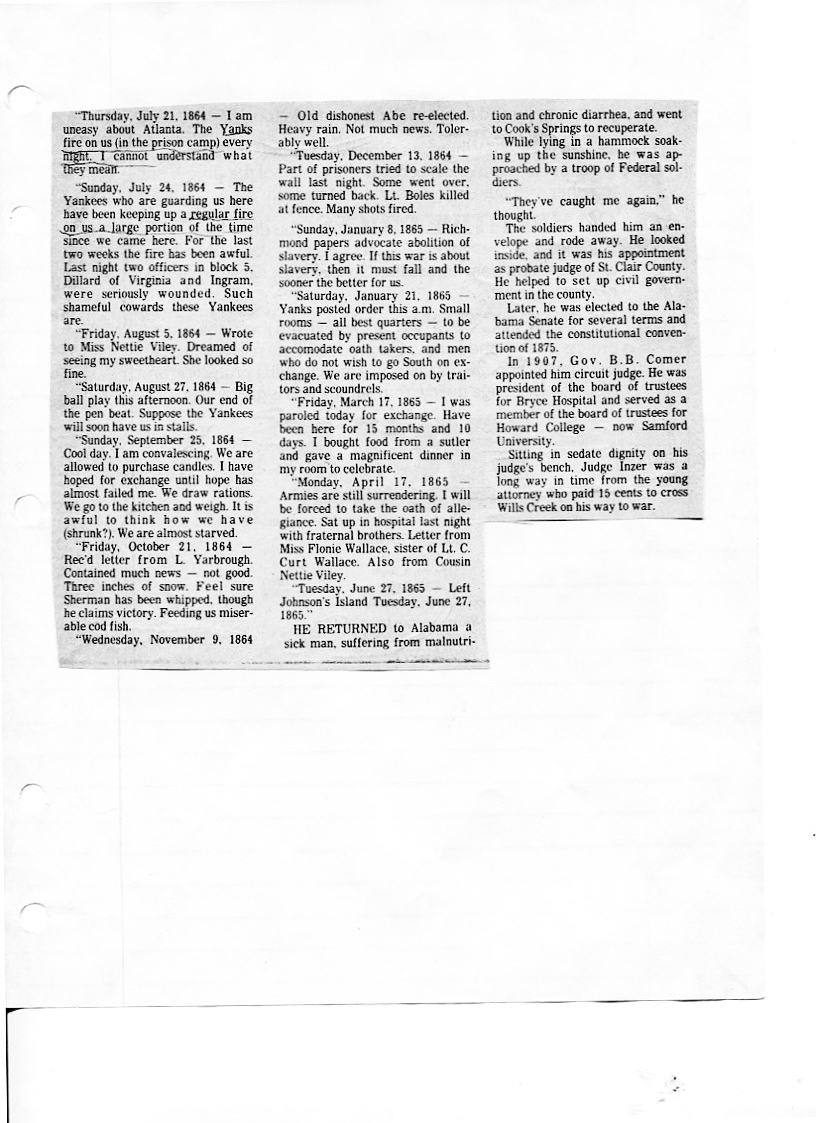 "Thursday, July 21, 1864 — I am
uneasy about Atlanta. The Yanks
fire on us (in the prison camp) every
night. I cannot understand what
they mean.
"Sunday, July 24, 1864 — The
Yankees who are guarding us here
have been keeping up a regular fire
on us a large portion of the time
since we came here. For the last
two weeks the fire has been awful.
Last night two officers in block 5,
Dillard of Virginia and Ingram,
were seriously wounded. Such
shameful cowards these Yankees
are.
"Friday, August 5, 1864 — Wrote
to Miss Nettie Viley. Dreamed of
seeing my sweetheart. She looked so
fine.
"Saturday, August 27, 1864 — Big
ball play this afternoon. Our end of
the pen beat. Suppose the Yankees
will soon have us in stalls.
"Sunday, September 25, 1864 —
Cool day. I am convalescing. We are
allowed to purchase candles. I have
hoped for exchange until hope has
almost failed me. We draw rations.
We go to the kitchen and weigh. It is
awful to think how we have
(shrunk?). We are almost starved.
"Friday, October 21, 1864 —
Rec'd letter from L. Yarbrough.
Contained much news — not good.
Three inches of snow. Feel sure
Sherman has been whipped, though
he claims victory. Feeding us miser-
able cod fish.
"Wednesday, November 9, 1864
— Old dishonest Abe re-elected.
Heavy rain. Not much news. Toler-
ably well.
"Tuesday, December 13, 1864 —
Part of prisoners tried to scale the
wall last night. Some went over,
some turned back. Lt. Boles killed
at fence. Many shots fired.
"Sunday, January 8, 1865 — Rich-
mond papers advocate abolition of
slavery. I agree. If this war is about
slavery, then it must fall and the
sooner the better for us.
"Saturday, January 21, 1865 —
Yanks posted order this a.m. Small
rooms — all best quarters — to be
evacuated by present occupants to
accomodate oath takers, and men
who do not wish to go South on ex-
change. We are imposed on by trai-
tors and scoundrels.
"Friday, March 17, 1865 — I was
paroled today for exchange. Have
been here for 15 months and 10
days. I bought food from a sutler
and gave a magnificent dinner in
my room to celebrate.
"Monday, April 17, 1865 —
Armies are still surrendering. I will
be forced to take the oath of alle-
giance. Sat up in hospital last night
with fraternal brothers. Letter from
Miss Flonie Wallace, sister of Lt. C.
Curt Wallace. Also from Cousin
Nettie Viley.
"Tuesday, June 27, 1865 — Left
Johnson's Island Tuesday, June 27,
1865."
HE RETURNED to Alabama a
sick man, suffering from malnutri-
tion and chronic diarrhea, and went
to Cook's Springs to recuperate.
While lying in a hammock soak-
ing up the sunshine, he was ap-
proached by a troop of Federal sol-
diers.
"They've caught me again," he
thought.
The soldiers handed him an en-
velope and rode away. He looked
inside, and it was his appointment
as probate judge of St. Clair County.
He helped to set up civil govern-
ment in the county.
Later, he was elected to the Ala-
bama Senate for several terms and
attended the constitutional conven-
tion of 1875.
In 1907, Gov. B.B. Comer
appointed him circuit judge. He was
president of the board of trustees
for Bryce Hospital and served as a
member of the board of trustees for
Howard College — now Samford
University.
Sitting in sedate dignity on his
judge's bench, Judge Inzer was a
long way in time from the young
attorney who paid 15 cents to cross
Wills Creek on his way to war.